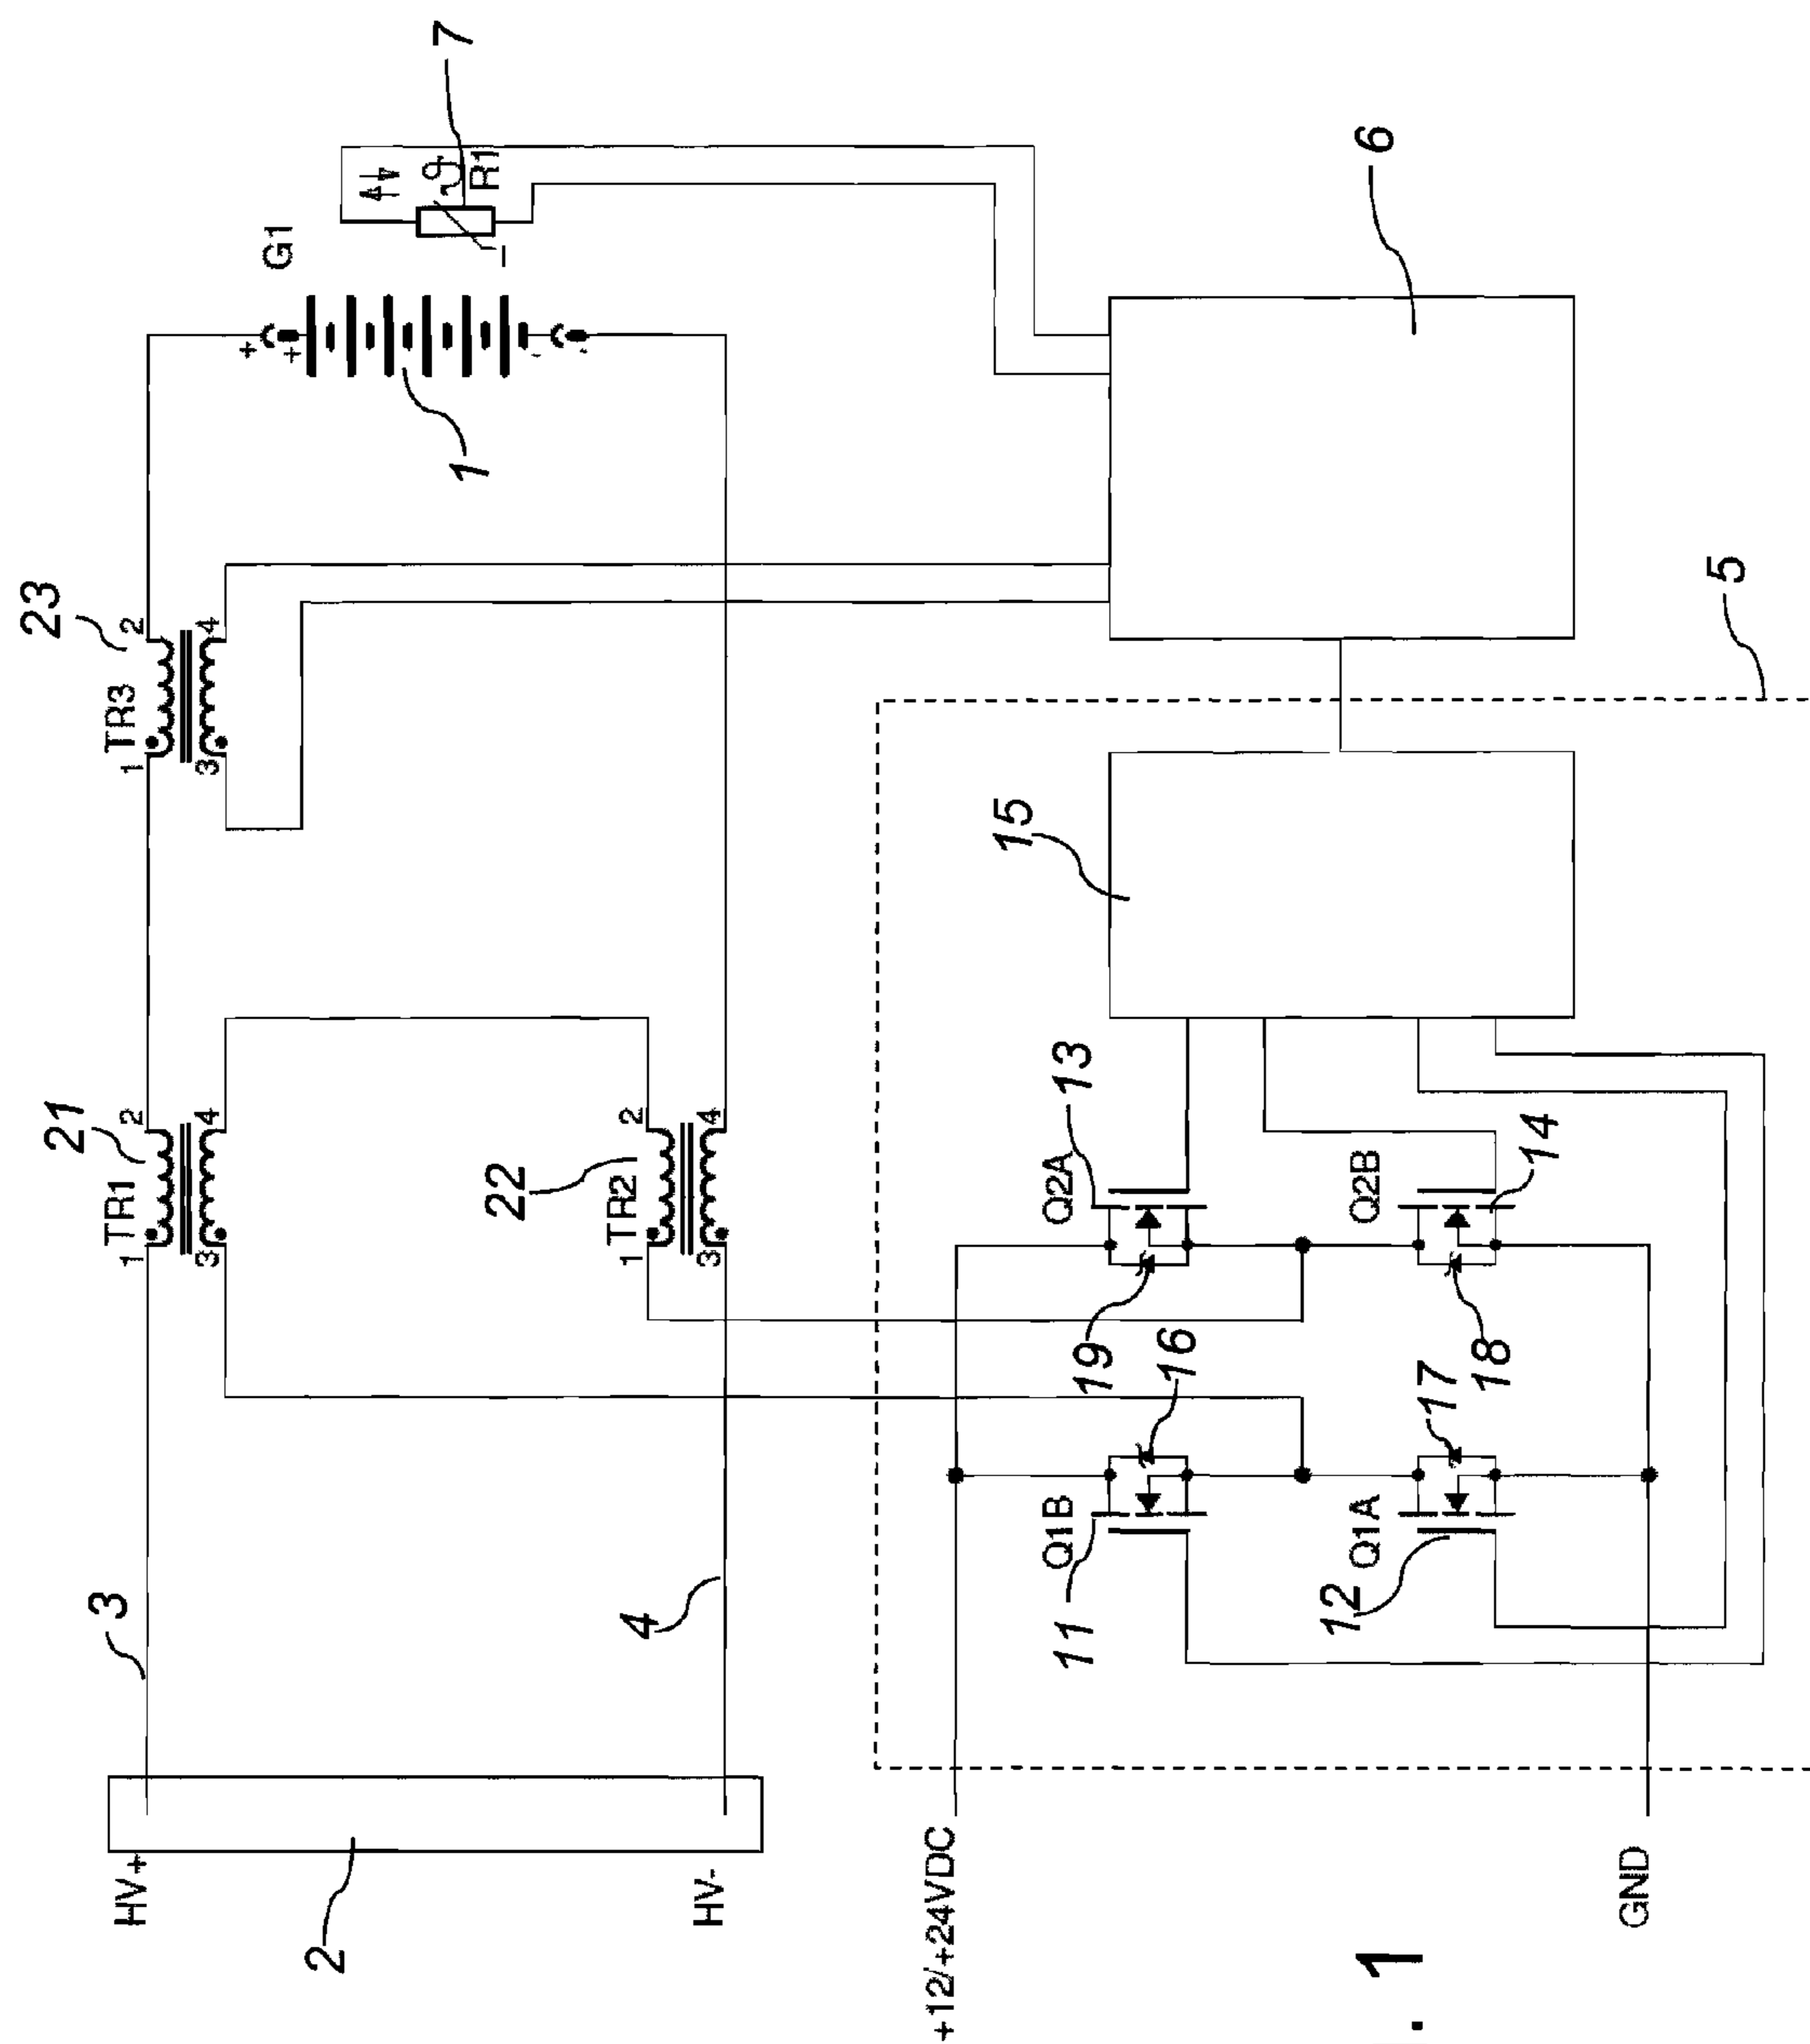 23
TR3
1
2
3
4
21
TR1
1
2
3
4
22
TR2
1
2
3
4
3
4
HV+
HV-
2
G1
+
+
-
-
1
7
R1
ϑ
-
6
5
15
Q2A
13
19
Q2B
14
18
Q1B
11
16
Q1A
12
17
+12/+24VDC
GND
. 1